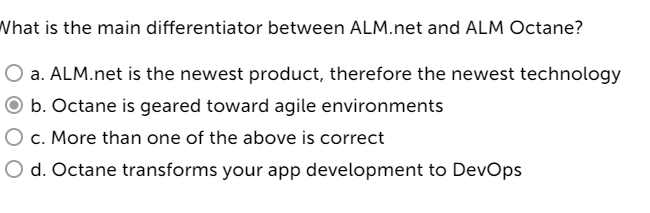 What is the main differentiator between ALM.net and ALM Octane?
a. ALM.net is the newest product, therefore the newest technology
b. Octane is geared toward agile environments
c. More than one of the above is correct
d. Octane transforms your app development to DevOps